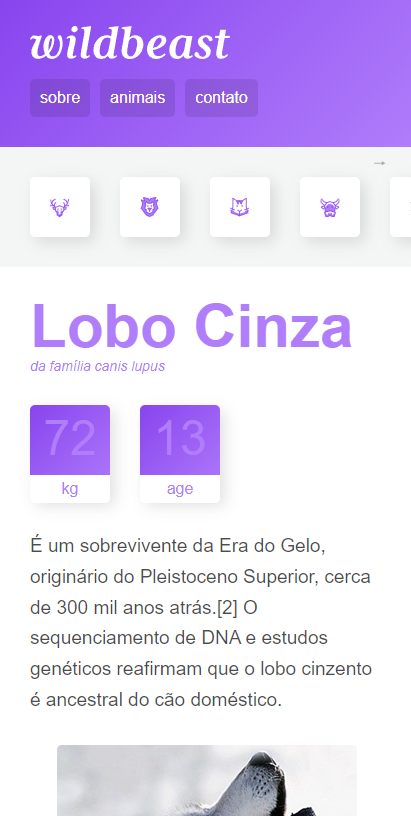 wildbeast
sobre animais contato
→
Lobo Cinza
da família canis lupus
72 13
kg age
É um sobrevivente da Era do Gelo,
originário do Pleistoceno Superior, cerca
de 300 mil anos atrás.[2] O
sequenciamento de DNA e estudos
genéticos reafirmam que o lobo cinzento
é ancestral do cão doméstico.